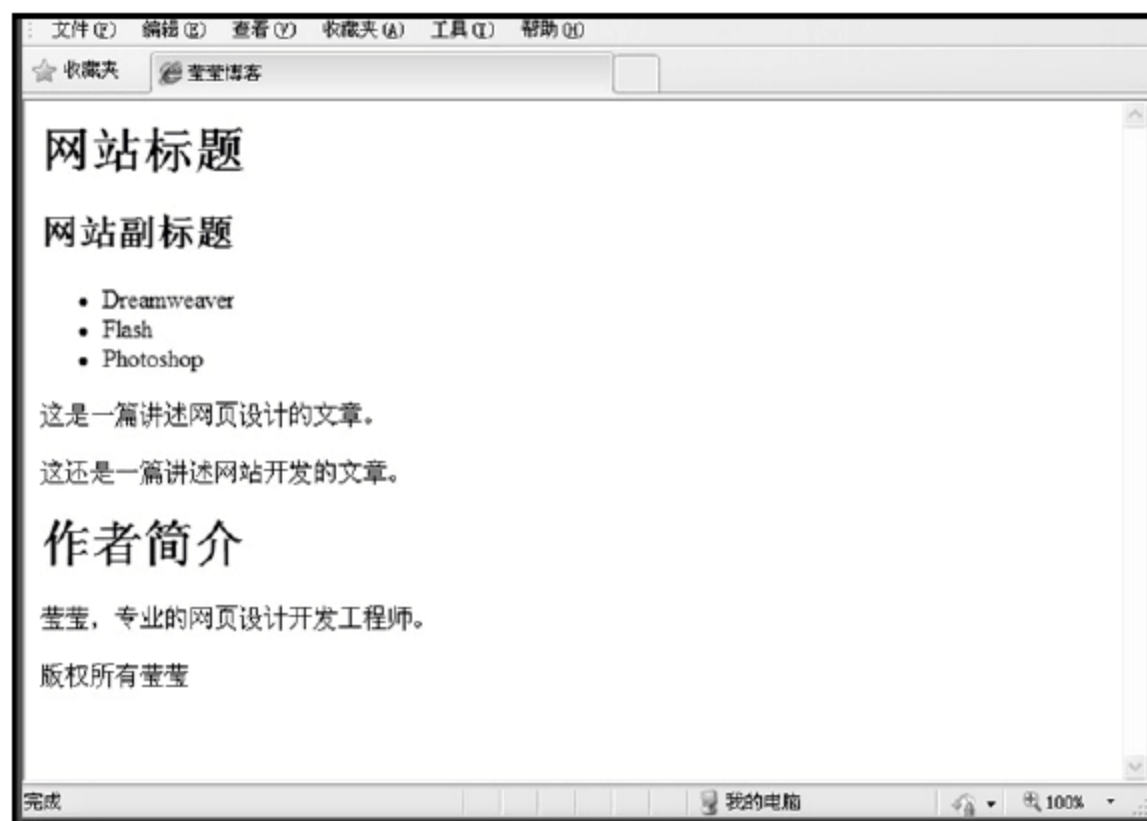 文件(F) 编辑(E) 查看(V) 收藏夹(A) 工具(T) 帮助(H)
收藏夹 莹莹博客
网站标题
网站副标题
• Dreamweaver
• Flash
• Photoshop
这是一篇讲述网页设计的文章。
这还是一篇讲述网站开发的文章。
作者简介
莹莹，专业的网页设计开发工程师。
版权所有莹莹
完成 我的电脑 100%